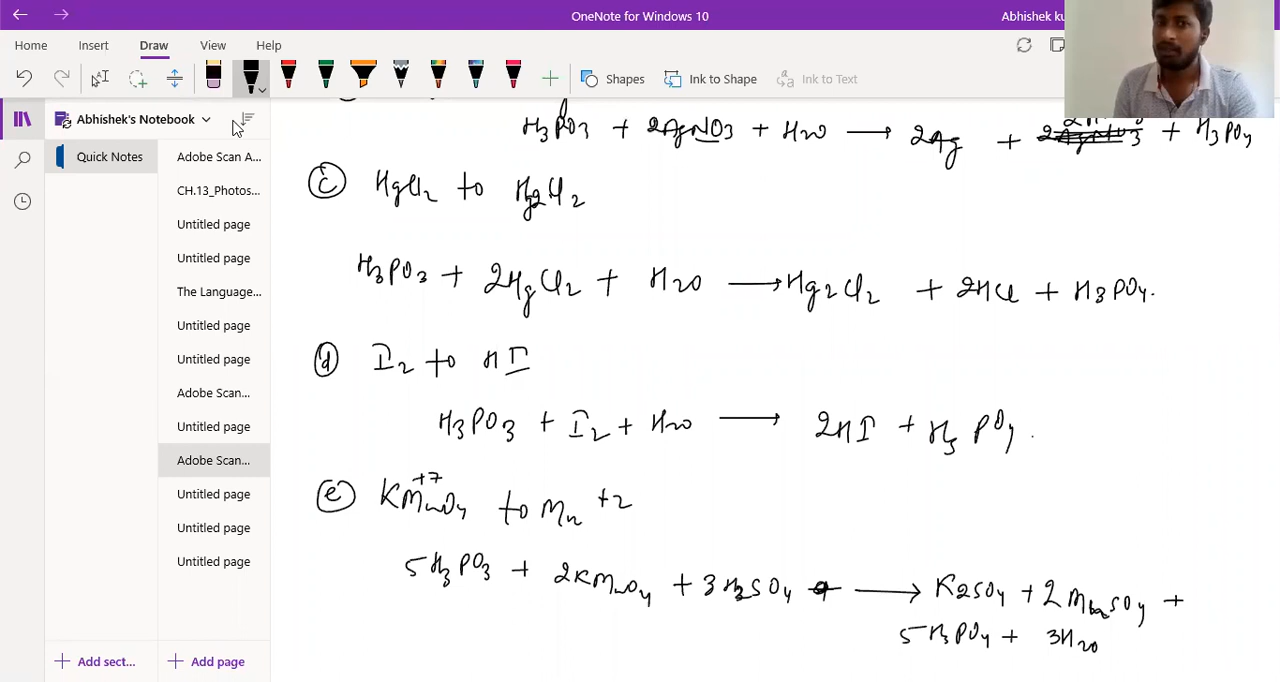 OneNote for Windows 10
Abhishek ku
Home Insert Draw View Help
Shapes Ink to Shape Ink to Text
Abhishek's Notebook
Quick Notes
Adobe Scan A...
CH.13_Photos...
Untitled page
Untitled page
The Language...
Untitled page
Untitled page
Adobe Scan...
Untitled page
Adobe Scan...
Untitled page
Untitled page
Untitled page
Add sect...
Add page
H3PO3 + 2AgNO3 + H2O → 2Ag + + H3PO4
(c) HgCl2 to Hg2Cl2
H3PO3 + 2HgCl2 + H2O → Hg2Cl2 + 2HCl + H3PO4.
(d) I2 to HI
H3PO3 + I2 + H2O → 2HI + H3PO4.
+7
(e) KMnO4 to Mn+2
5H3PO3 + 2KMnO4 + 3H2SO4 → K2SO4 + 2MnSO4 +
5H3PO4 + 3H2O